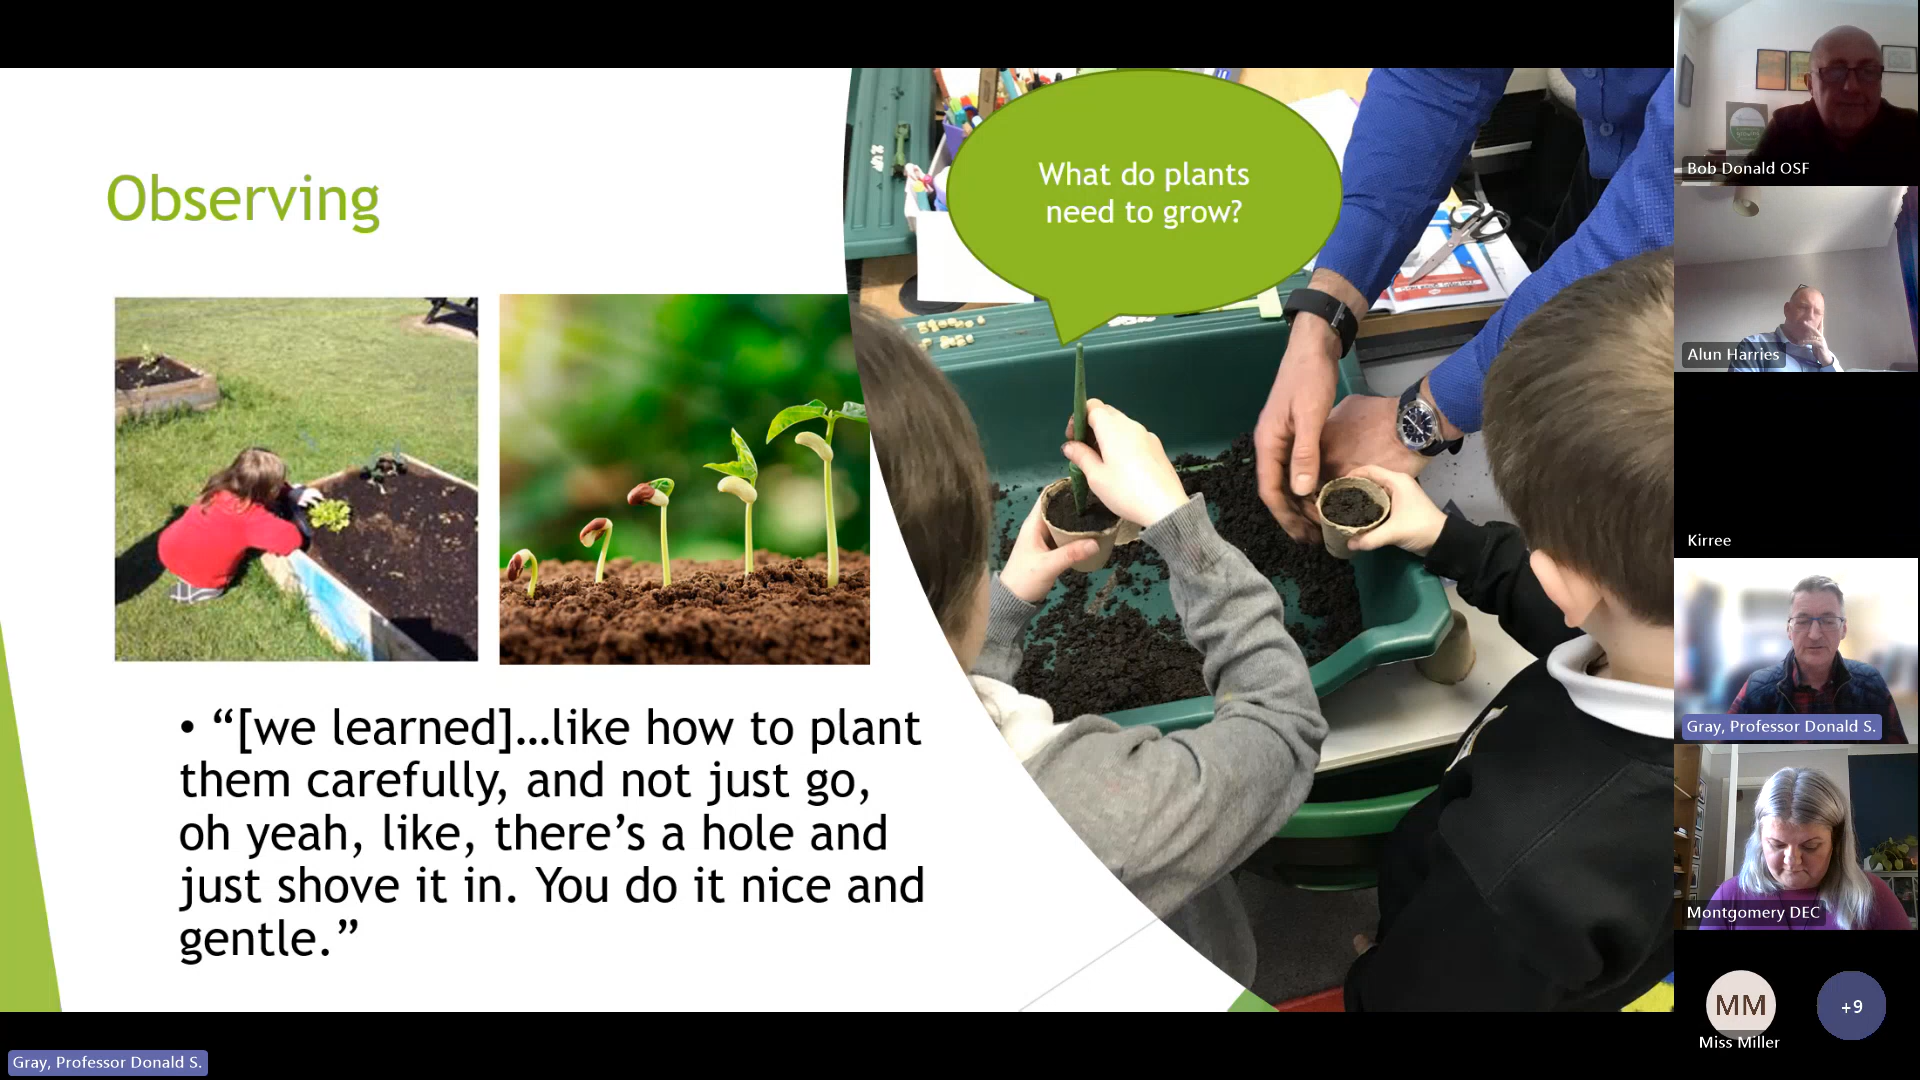 Observing
What do plants
need to grow?
• “[we learned]…like how to plant
them carefully, and not just go,
oh yeah, like, there’s a hole and
just shove it in. You do it nice and
gentle.”
Bob Donald OSF
Alun Harries
Kirree
Gray, Professor Donald S.
Montgomery DEC
MM
Miss Miller
+9
Gray, Professor Donald S.